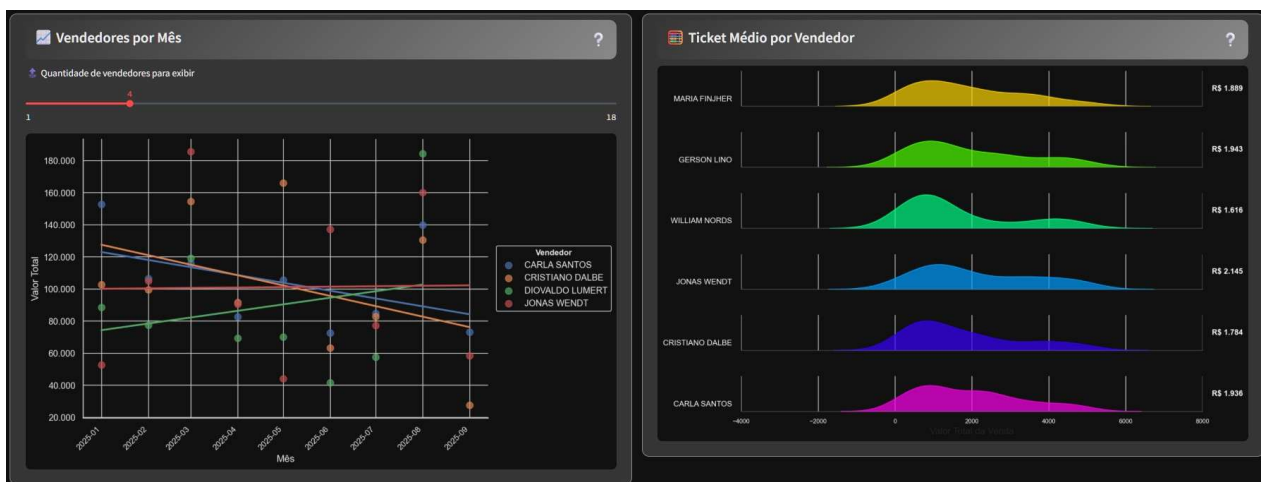 Vendedores por Mês
?
Quantidade de vendedores para exibir
4
1
18
180.000
160.000
140.000
120.000
100.000
80.000
60.000
40.000
20.000
Valor Total
2025-01
2025-02
2025-03
2025-04
2025-05
2025-06
2025-07
2025-08
2025-09
Mês
Vendedor
CARLA SANTOS
CRISTIANO DALBE
DIOVALDO LUMERT
JONAS WENDT
Ticket Médio por Vendedor
?
MARIA FINJHER
R$ 1.889
GERSON LINO
R$ 1.943
WILLIAM NORDS
R$ 1.616
JONAS WENDT
R$ 2.145
CRISTIANO DALBE
R$ 1.784
CARLA SANTOS
R$ 1.936
−4000
−2000
0
2000
4000
6000
8000
Valor Total da Venda